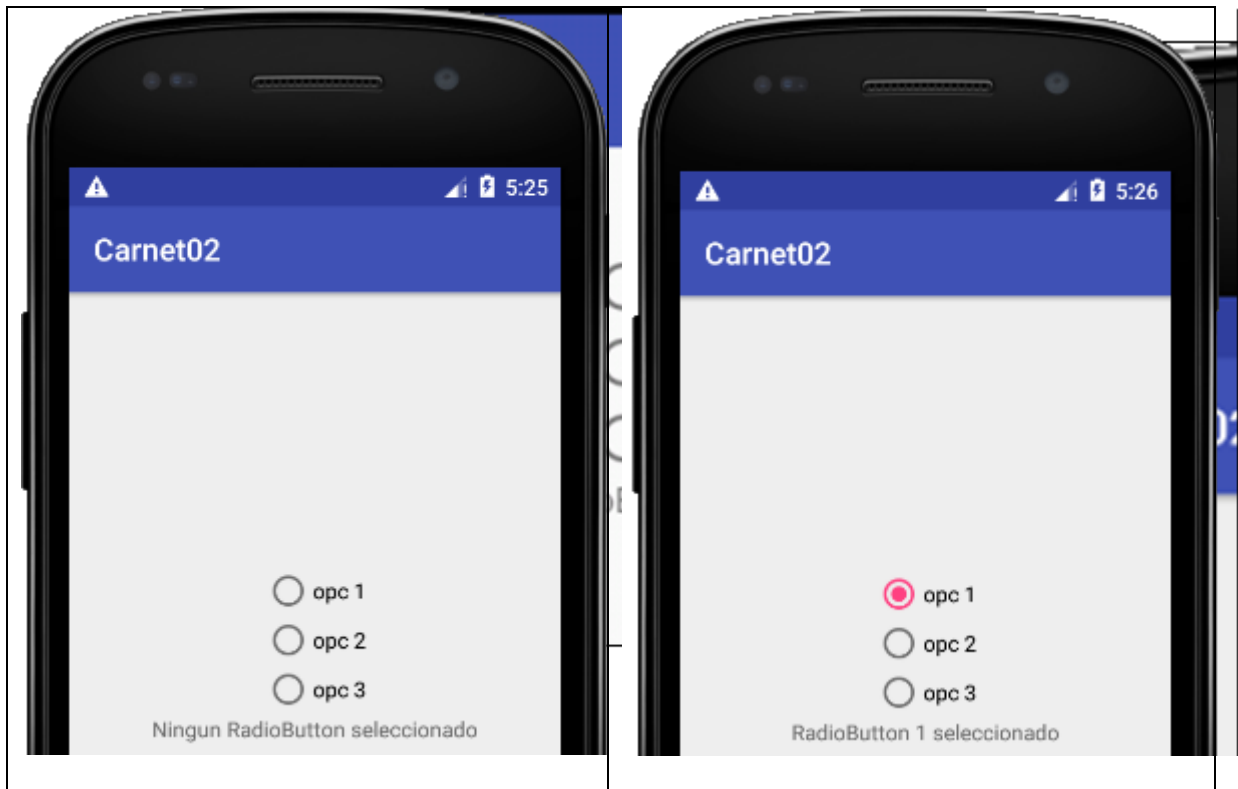 5:25
Carnet02
opc 1
opc 2
opc 3
Ningun RadioButton seleccionado
5:26
Carnet02
opc 1
opc 2
opc 3
RadioButton 1 seleccionado